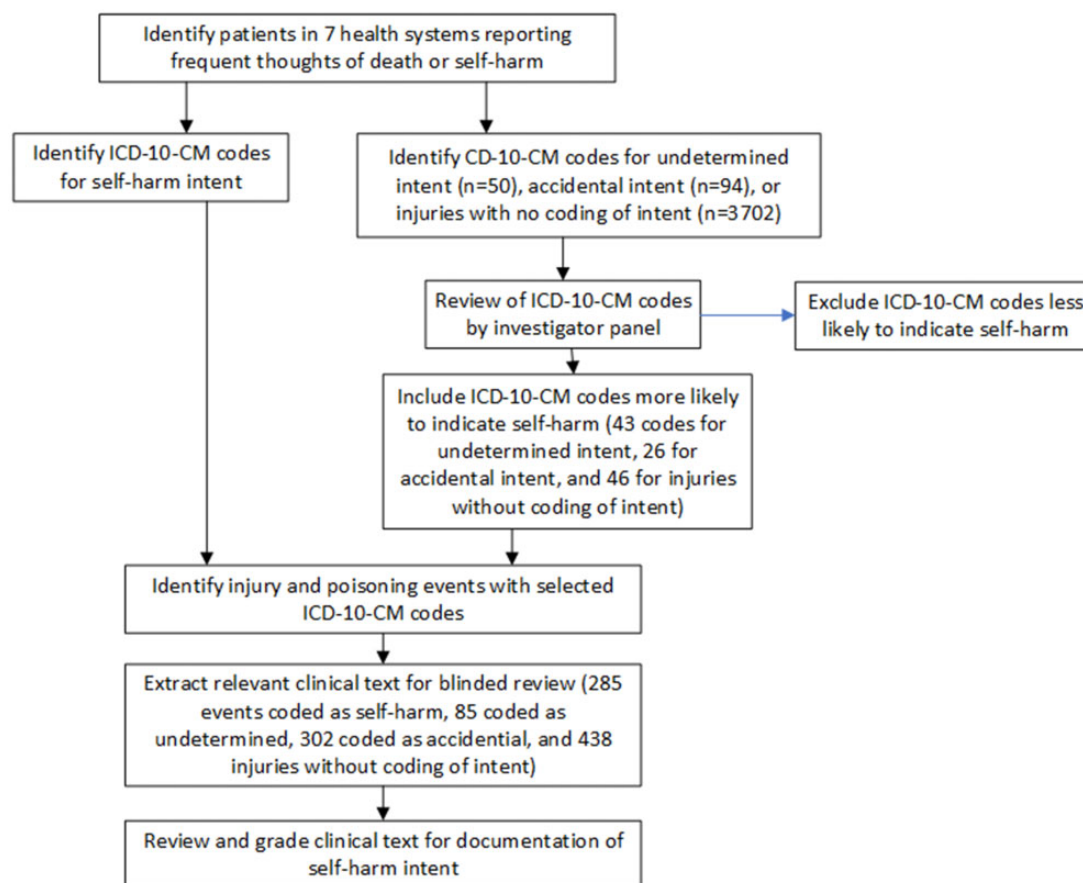 Identify patients in 7 health systems reporting
frequent thoughts of death or self-harm
Identify ICD-10-CM codes
for self-harm intent
Identify CD-10-CM codes for undetermined
intent (n=50), accidental intent (n=94), or
injuries with no coding of intent (n=3702)
Review of ICD-10-CM codes
by investigator panel
Exclude ICD-10-CM codes less
likely to indicate self-harm
Include ICD-10-CM codes more likely
to indicate self-harm (43 codes for
undetermined intent, 26 for
accidental intent, and 46 for injuries
without coding of intent)
Identify injury and poisoning events with selected
ICD-10-CM codes
Extract relevant clinical text for blinded review (285
events coded as self-harm, 85 coded as
undetermined, 302 coded as accidential, and 438
injuries without coding of intent)
Review and grade clinical text for documentation of
self-harm intent